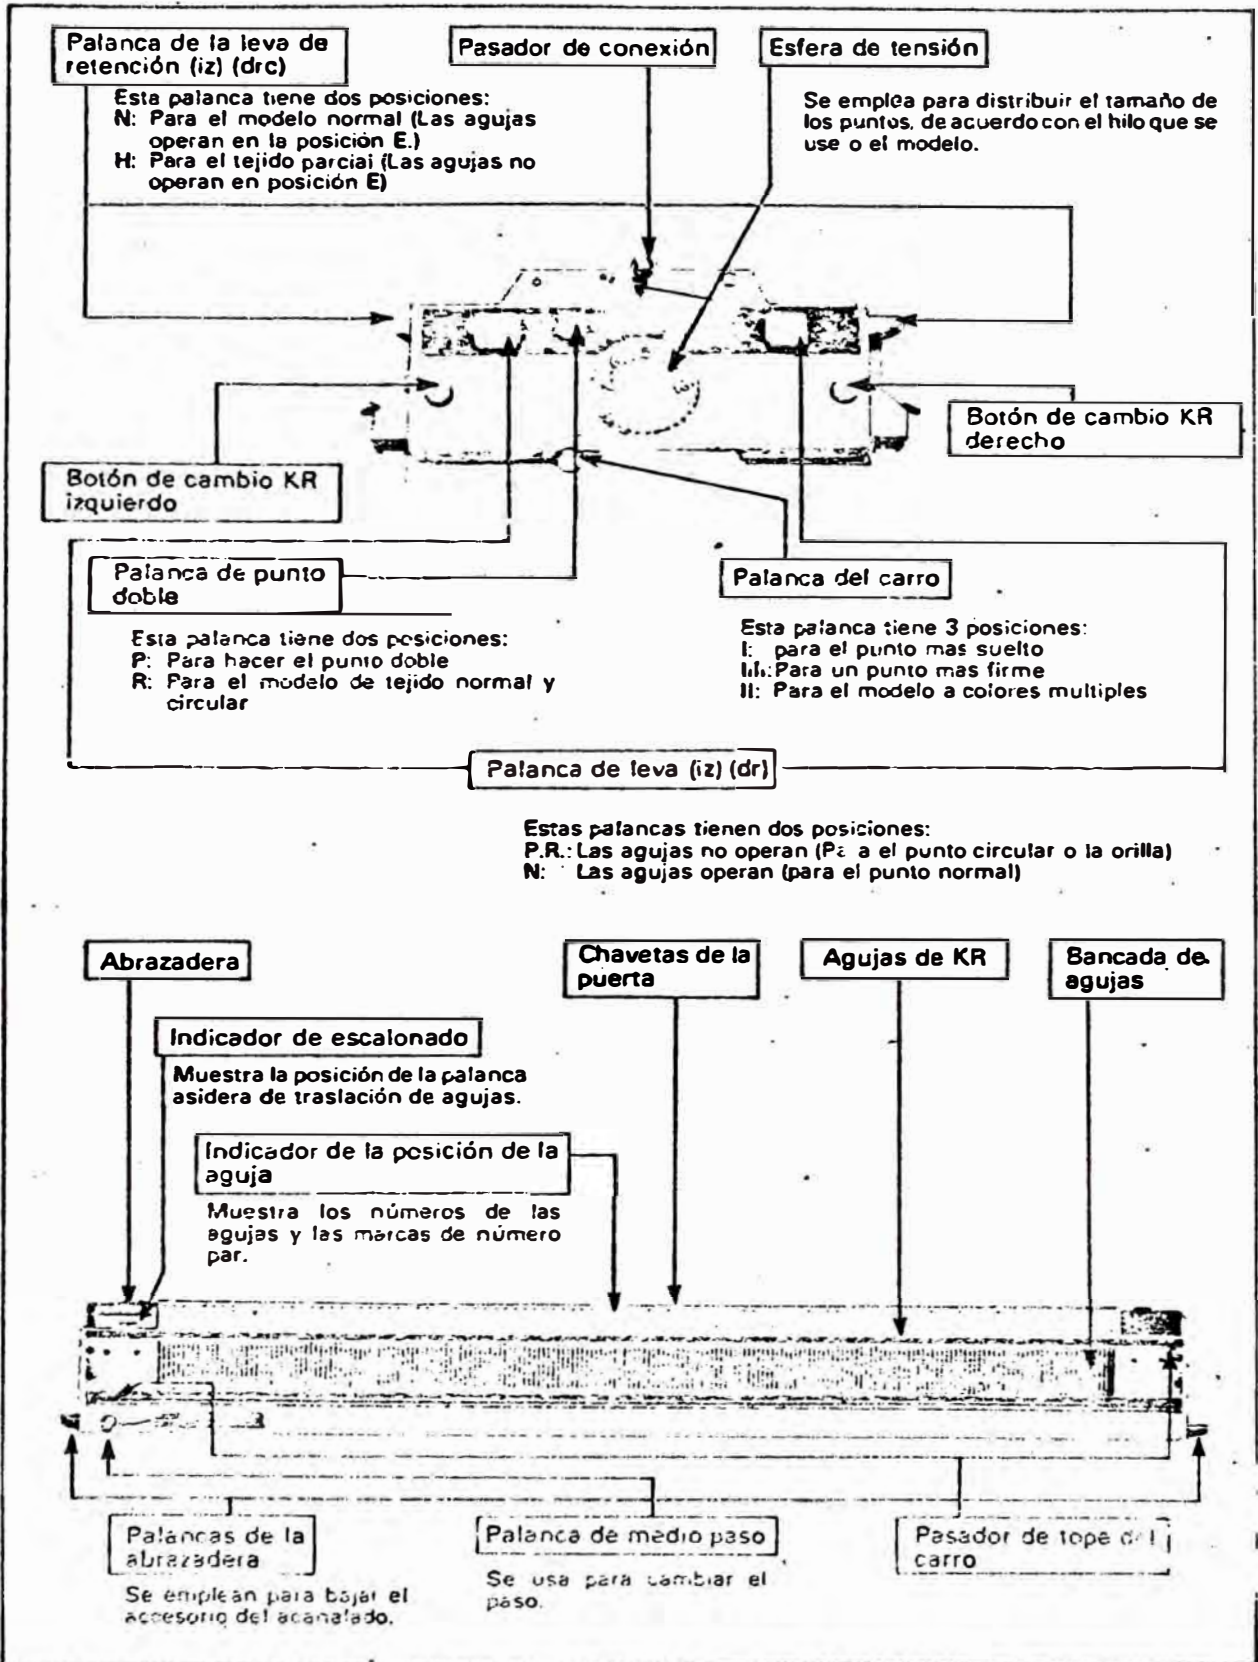 Palanca de la leva de
retención (iz) (drc)
Esta palanca tiene dos posiciones:
N: Para el modelo normal (Las agujas
operan en la posición E.)
H: Para el tejido parcial (Las agujas no
operan en posición E)
Pasador de conexión
Esfera de tensión
Se emplea para distribuir el tamaño de
los puntos, de acuerdo con el hilo que se
use o el modelo.
Botón de cambio KR
izquierdo
Botón de cambio KR
derecho
Palanca de punto
doble
Esta palanca tiene dos posiciones:
P: Para hacer el punto doble
R: Para el modelo de tejido normal y
circular
Palanca del carro
Esta palanca tiene 3 posiciones:
I: para el punto mas suelto
Para un punto mas firme
II: Para el modelo a colores multiples
Palanca de leva (iz) (dr)
Estas palancas tienen dos posiciones:
P.R.: Las agujas no operan (Pa a el punto circular o la orilla)
N: Las agujas operan (para el punto normal)
Abrazadera
Chavetas de la
puerta
Agujas de KR
Bancada de
agujas
Indicador de escalonado
Muestra la posición de la palanca
asidera de traslación de agujas.
Indicador de la posición de la
aguja
Muestra los números de las
agujas y las marcas de número
par.
Palancas de la
abrazadera
Se emplean para bajar el
accesorio del acanalado.
Palanca de medio paso
Se usa para cambiar el
paso.
Pasador de tope del
carro